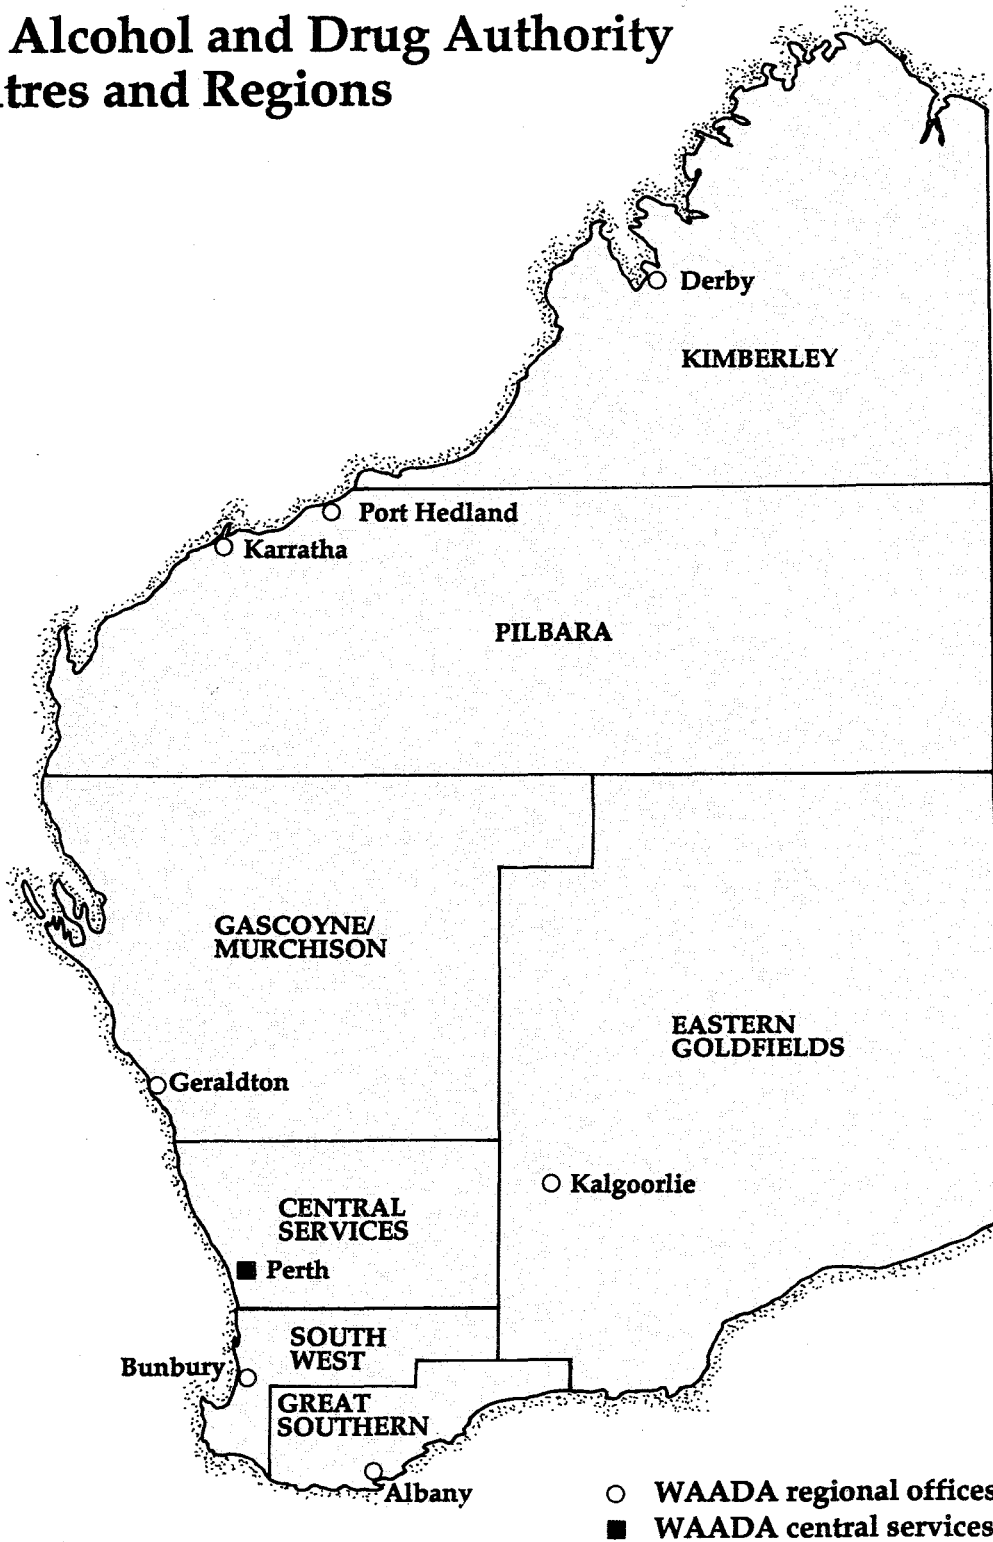 Alcohol and Drug Authority
tres and Regions
Derby
KIMBERLEY
Port Hedland
Karratha
PILBARA
GASCOYNE/
MURCHISON
EASTERN
GOLDFIELDS
Geraldton
Kalgoorlie
CENTRAL
SERVICES
Perth
SOUTH
WEST
Bunbury
GREAT
SOUTHERN
Albany
WAADA regional offices
WAADA central services